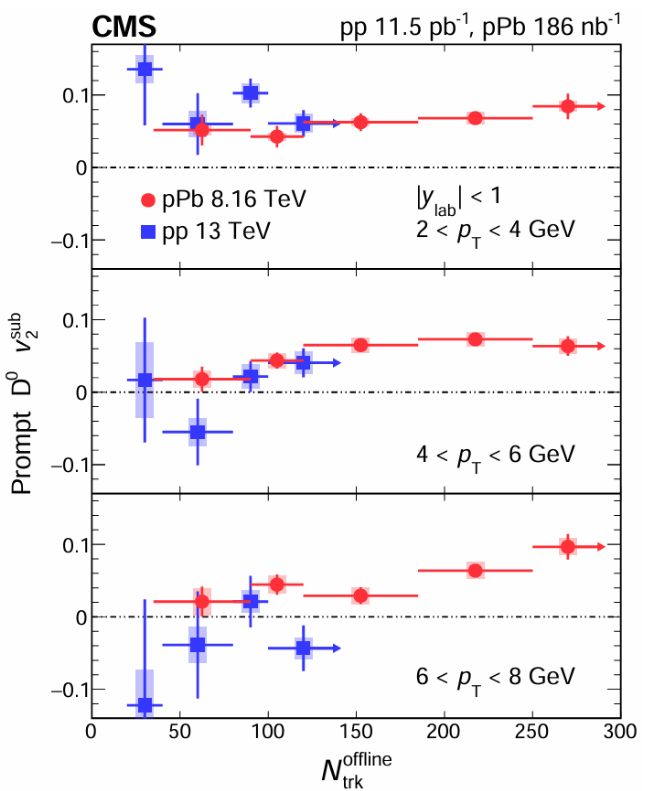 CMS pp 11.5 pb⁻¹, pPb 186 nb⁻¹
0.1
0
−0.1
pPb 8.16 TeV
pp 13 TeV
|y_lab| < 1
2 < p_T < 4 GeV
0.1
0
−0.1
4 < p_T < 6 GeV
0.1
0
−0.1
6 < p_T < 8 GeV
Prompt D⁰ v₂^sub
0 50 100 150 200 250 300
N_trk^offline